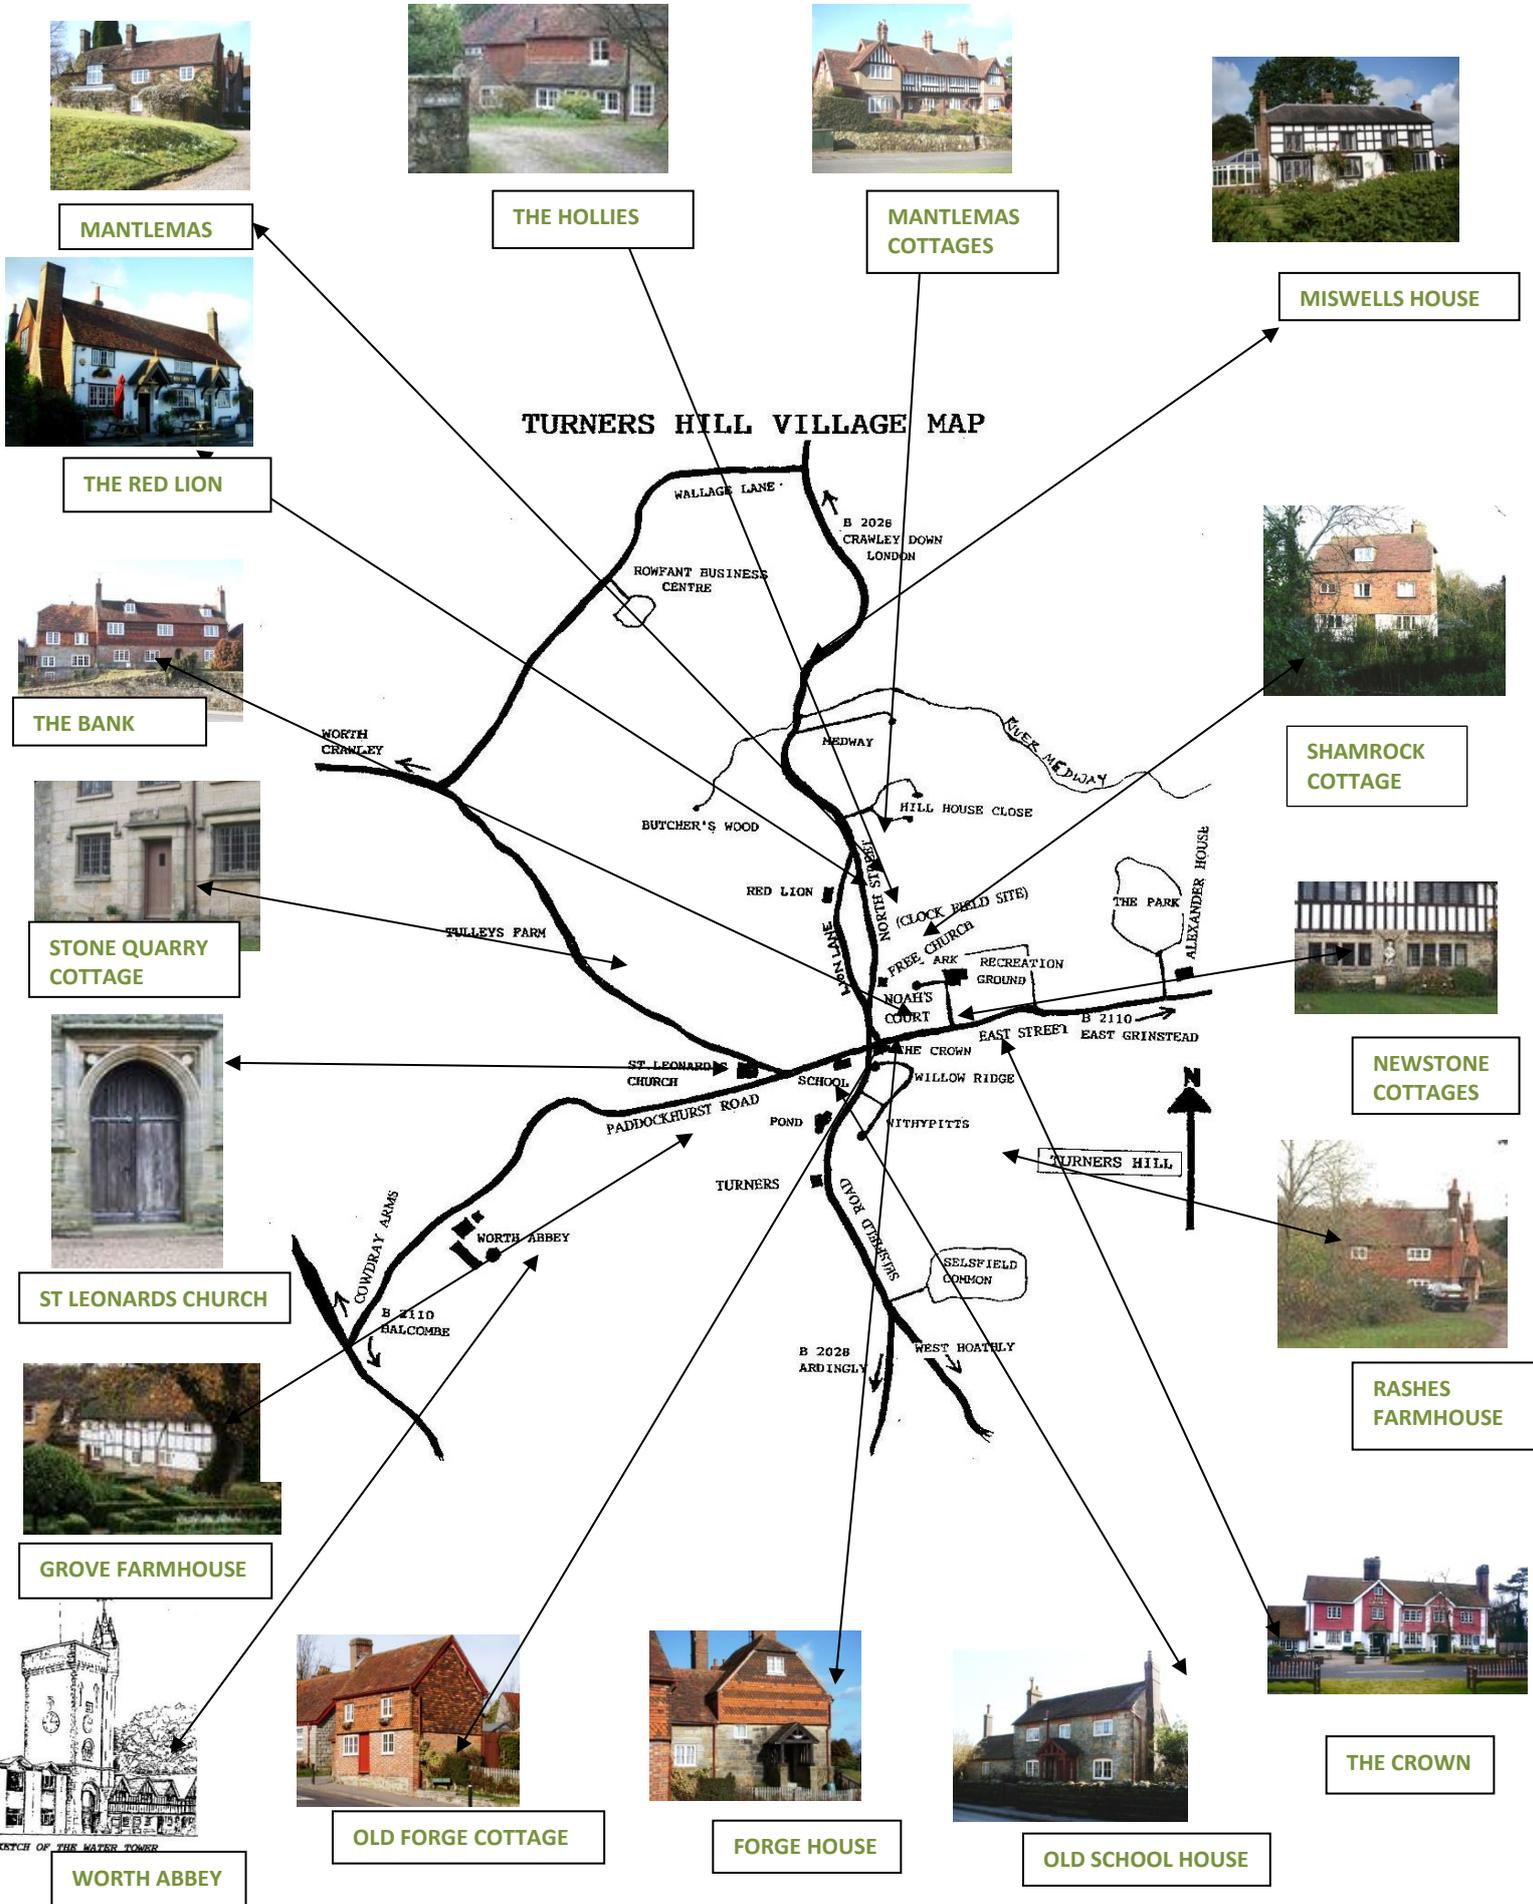 MANTLEMAS
THE HOLLIES
MANTLEMAS
COTTAGES
MISWELLS HOUSE
THE RED LION
TURNERS HILL VILLAGE MAP
WALLAGE LANE
B 2028
CRAWLEY DOWN
LONDON
ROWFANT BUSINESS
CENTRE
THE BANK
WORTH
CRAWLEY
MEDWAY
RIVER MEDWAY
SHAMROCK
COTTAGE
BUTCHER'S WOOD
HILL HOUSE CLOSE
STONE QUARRY
COTTAGE
TULLEYS FARM
RED LION
NORTH STREET
LION LANE
(CLOCK FIELD SITE)
FREE CHURCH
THE PARK
ALEXANDER HOUSE
ARK
RECREATION
GROUND
NOAH'S
COURT
EAST STREET
B 2110
EAST GRINSTEAD
NEWSTONE
COTTAGES
THE CROWN
ST.LEONARDS
CHURCH
SCHOOL
WILLOW RIDGE
N
PADDOCKHURST ROAD
POND
WITHYPITTS
TURNERS HILL
TURNERS
SELSFIELD ROAD
COWDRAY ARMS
WORTH ABBEY
SELSFIELD
COMMON
ST LEONARDS CHURCH
B 2110
BALCOMBE
B 2028
ARDINGLY
WEST HOATHLY
RASHES
FARMHOUSE
GROVE FARMHOUSE
THE CROWN
KETCH OF THE WATER TOWER
WORTH ABBEY
OLD FORGE COTTAGE
FORGE HOUSE
OLD SCHOOL HOUSE